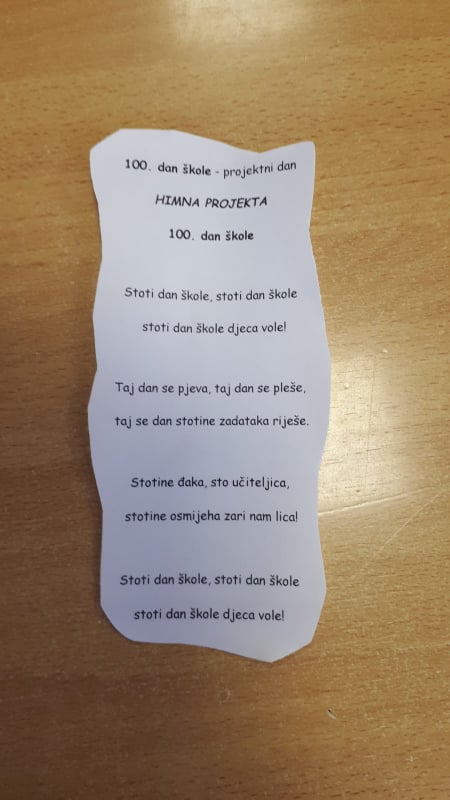 100. dan škole - projektni dan
HIMNA PROJEKTA
100. dan škole
Stoti dan škole, stoti dan škole
stoti dan škole djeca vole!
Taj dan se pjeva, taj dan se pleše,
taj se dan stotine zadataka riješe.
Stotine đaka, sto učiteljica,
stotine osmijeha zari nam lica!
Stoti dan škole, stoti dan škole
stoti dan škole djeca vole!